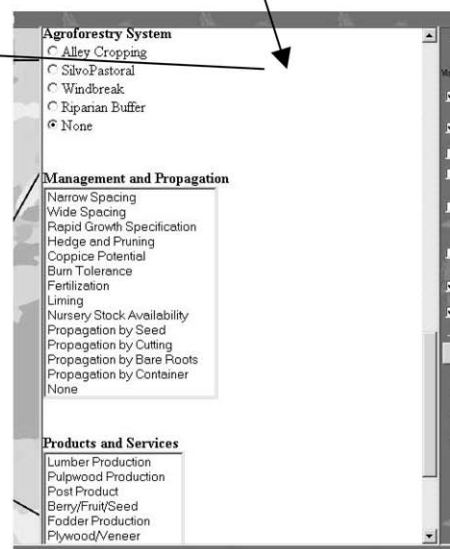 Agroforestry System
Alley Cropping
SilvoPastoral
Windbreak
Riparian Buffer
None
Management and Propagation
Narrow Spacing
Wide Spacing
Rapid Growth Specification
Hedge and Pruning
Coppice Potential
Burn Tolerance
Fertilization
Liming
Nursery Stock Availability
Propagation by Seed
Propagation by Cutting
Propagation by Bare Roots
Propagation by Container
None
Products and Services
Lumber Production
Pulpwood Production
Post Product
Berry/Fruit/Seed
Fodder Production
Plywood/Veneer